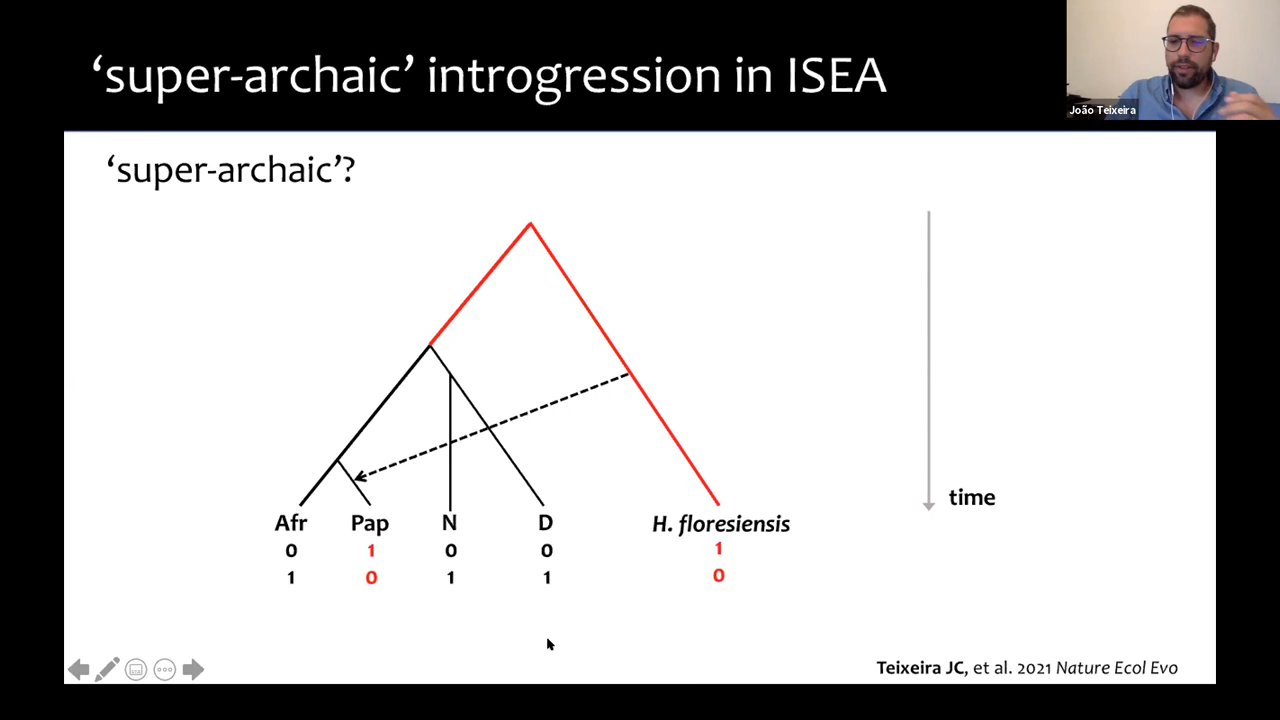 ‘super-archaic’ introgression in ISEA
João Teixeira
‘super-archaic’?
time
Afr Pap N D H. floresiensis
0 1 0 0 1
1 0 1 1 0
Teixeira JC, et al. 2021 Nature Ecol Evo